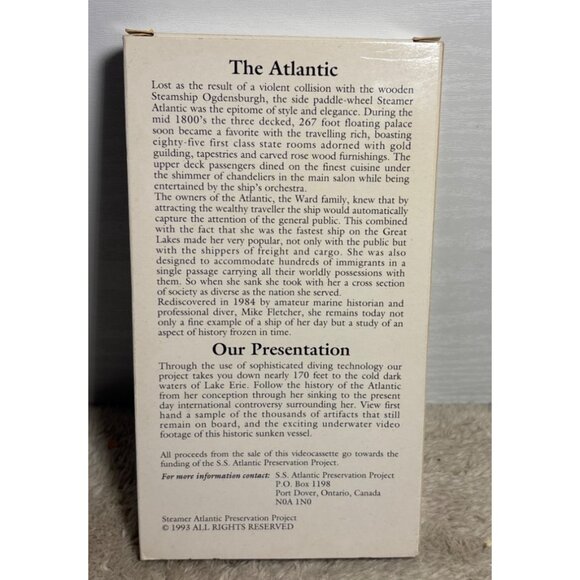 The Atlantic
Lost as the result of a violent collision with the wooden
Steamship Ogdensburgh, the side paddle-wheel Steamer
Atlantic was the epitome of style and elegance. During the
mid 1800's the three decked, 267 foot floating palace
soon became a favorite with the travelling rich, boasting
eighty-five first class state rooms adorned with gold
guilding, tapestries and carved rose wood furnishings. The
upper deck passengers dined on the finest cuisine under
the shimmer of chandeliers in the main salon while being
entertained by the ship's orchestra.
The owners of the Atlantic, the Ward family, knew that by
attracting the wealthy traveller the ship would automatically
capture the attention of the general public. This combined
with the fact that she was the fastest ship on the Great
Lakes made her very popular, not only with the public but
with the shippers of freight and cargo. She was also
designed to accommodate hundreds of immigrants in a
single passage carrying all their worldly possessions with
them. So when she sank she took with her a cross section
of society as diverse as the nation she served.
Rediscovered in 1984 by amateur marine historian and
professional diver, Mike Fletcher, she remains today not
only a fine example of a ship of her day but a study of an
aspect of history frozen in time.
Our Presentation
Through the use of sophisticated diving technology our
project takes you down nearly 170 feet to the cold dark
waters of Lake Erie. Follow the history of the Atlantic
from her conception through her sinking to the present
day international controversy surrounding her. View first
hand a sample of the thousands of artifacts that still
remain on board, and the exciting underwater video
footage of this historic sunken vessel.
All proceeds from the sale of this videocassette go towards the
funding of the S.S. Atlantic Preservation Project.
For more information contact: S.S. Atlantic Preservation Project
P.O. Box 1198
Port Dover, Ontario, Canada
N0A 1N0
Steamer Atlantic Preservation Project
© 1993 ALL RIGHTS RESERVED